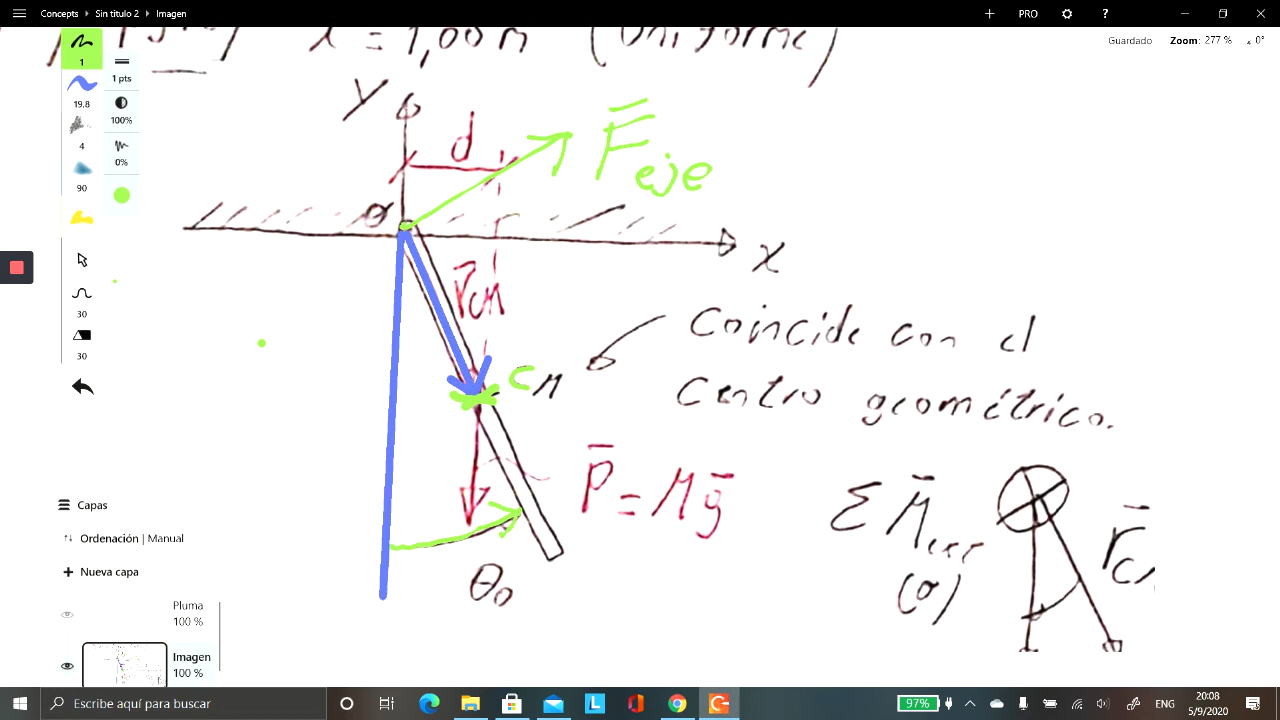 Concepts ▸ Sin título 2 ▸ Imagen
PRO
?
Guardado
Zoom: 277 %
0°
1
1 pts
19.8
100%
4
0%
90
30
30
l = 1,00 m (Uniforme)
y
d
F̄eje
o
x
r̄CM
CM
Coincide con el
Centro geométrico.
P̄ = Mḡ
Σ M̄ext
(o)
r̄C
θ₀
Capas
Ordenación | Manual
+ Nueva capa
Pluma
100 %
Imagen
100 %
Escribe aquí para buscar
97%
20:08
5/9/2020